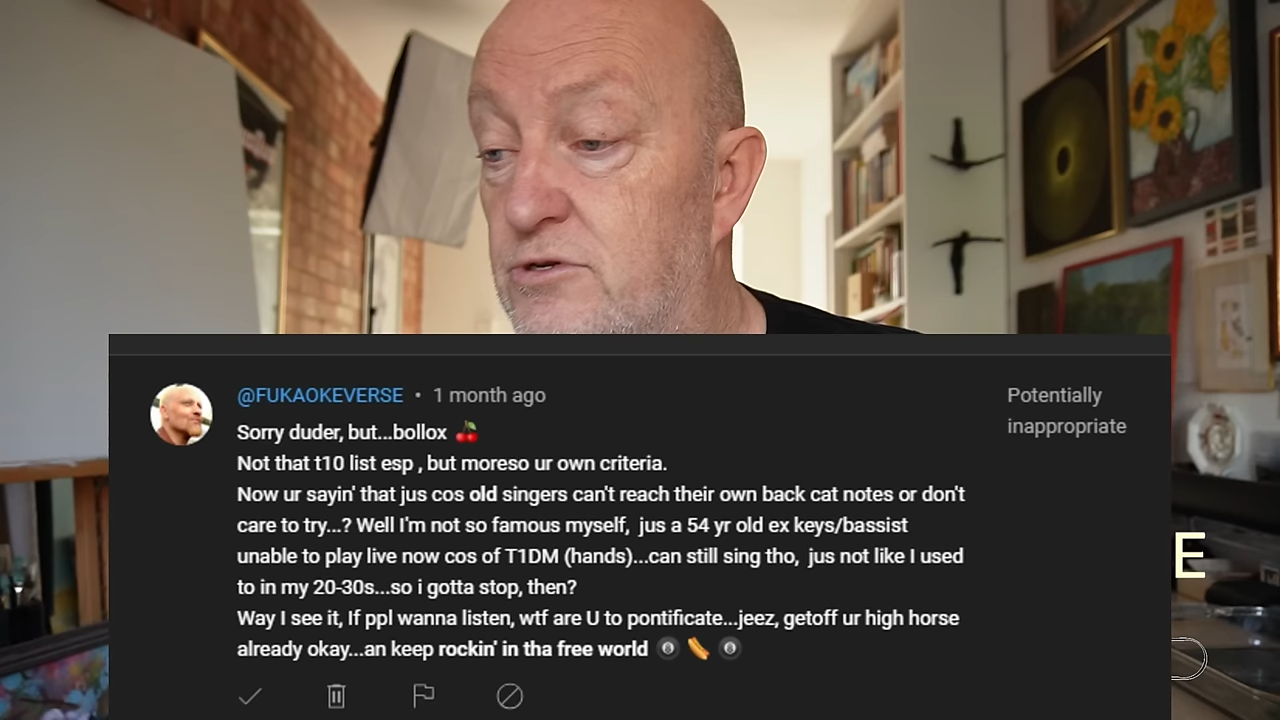 @FUKAOKEVERSE • 1 month ago
Potentially
inappropriate
Sorry duder, but...bollox 🍒
Not that t10 list esp , but moreso ur own criteria.
Now ur sayin' that jus cos old singers can't reach their own back cat notes or don't
care to try...? Well I'm not so famous myself, jus a 54 yr old ex keys/bassist
unable to play live now cos of T1DM (hands)...can still sing tho, jus not like I used
to in my 20-30s...so i gotta stop, then?
Way I see it, If ppl wanna listen, wtf are U to pontificate...jeez, getoff ur high horse
already okay...an keep rockin' in tha free world 🎱 🌭 🎱
E